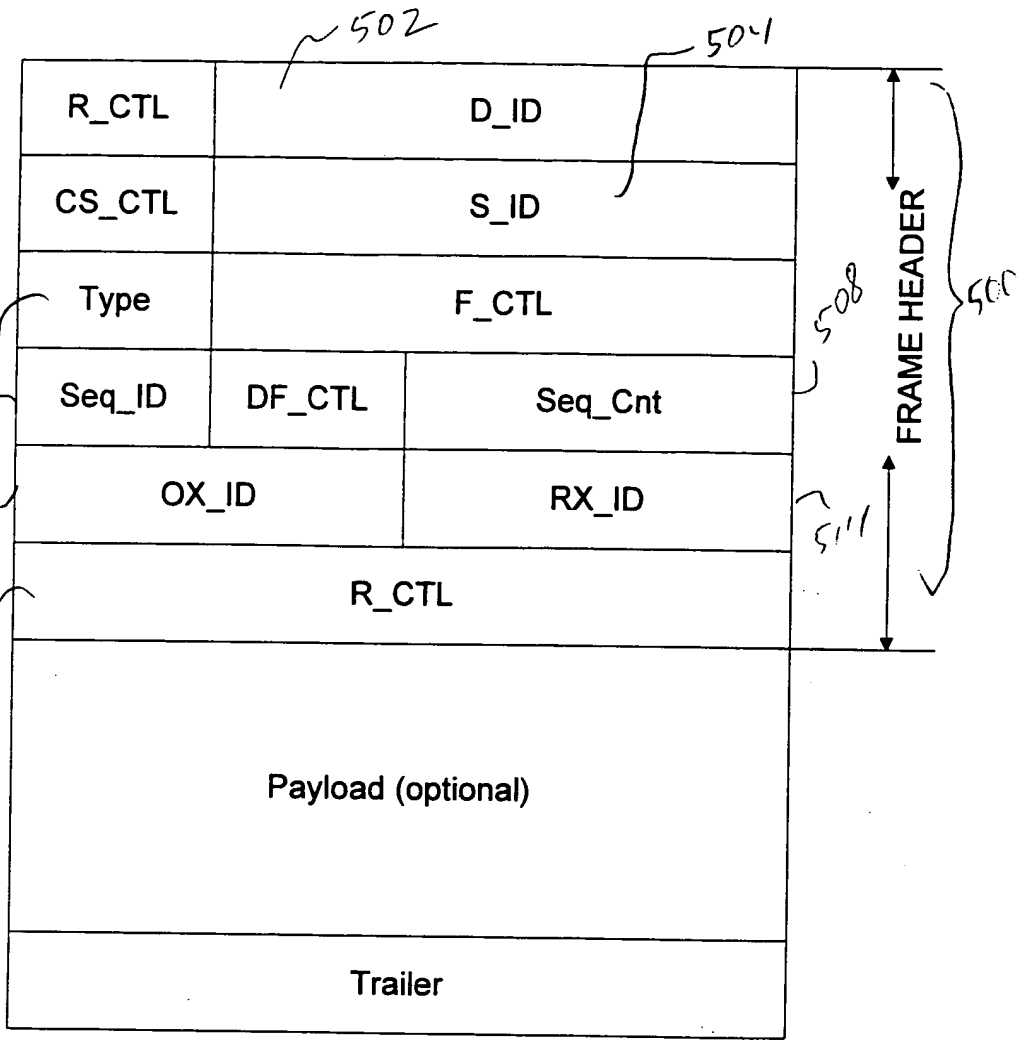 502
504
R_CTL D_ID
CS_CTL S_ID
Type F_CTL
508
FRAME HEADER
Seq_ID DF_CTL Seq_Cnt
OX_ID RX_ID
R_CTL
Payload (optional)
Trailer